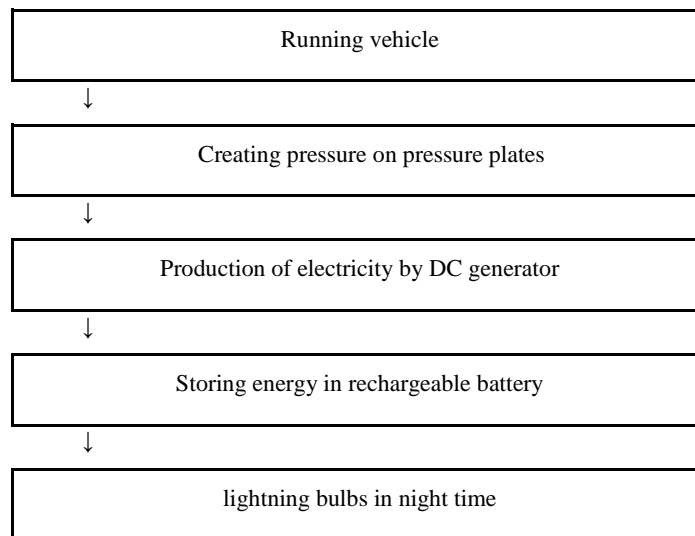 Running vehicle
↓
Creating pressure on pressure plates
↓
Production of electricity by DC generator
↓
Storing energy in rechargeable battery
↓
lightning bulbs in night time